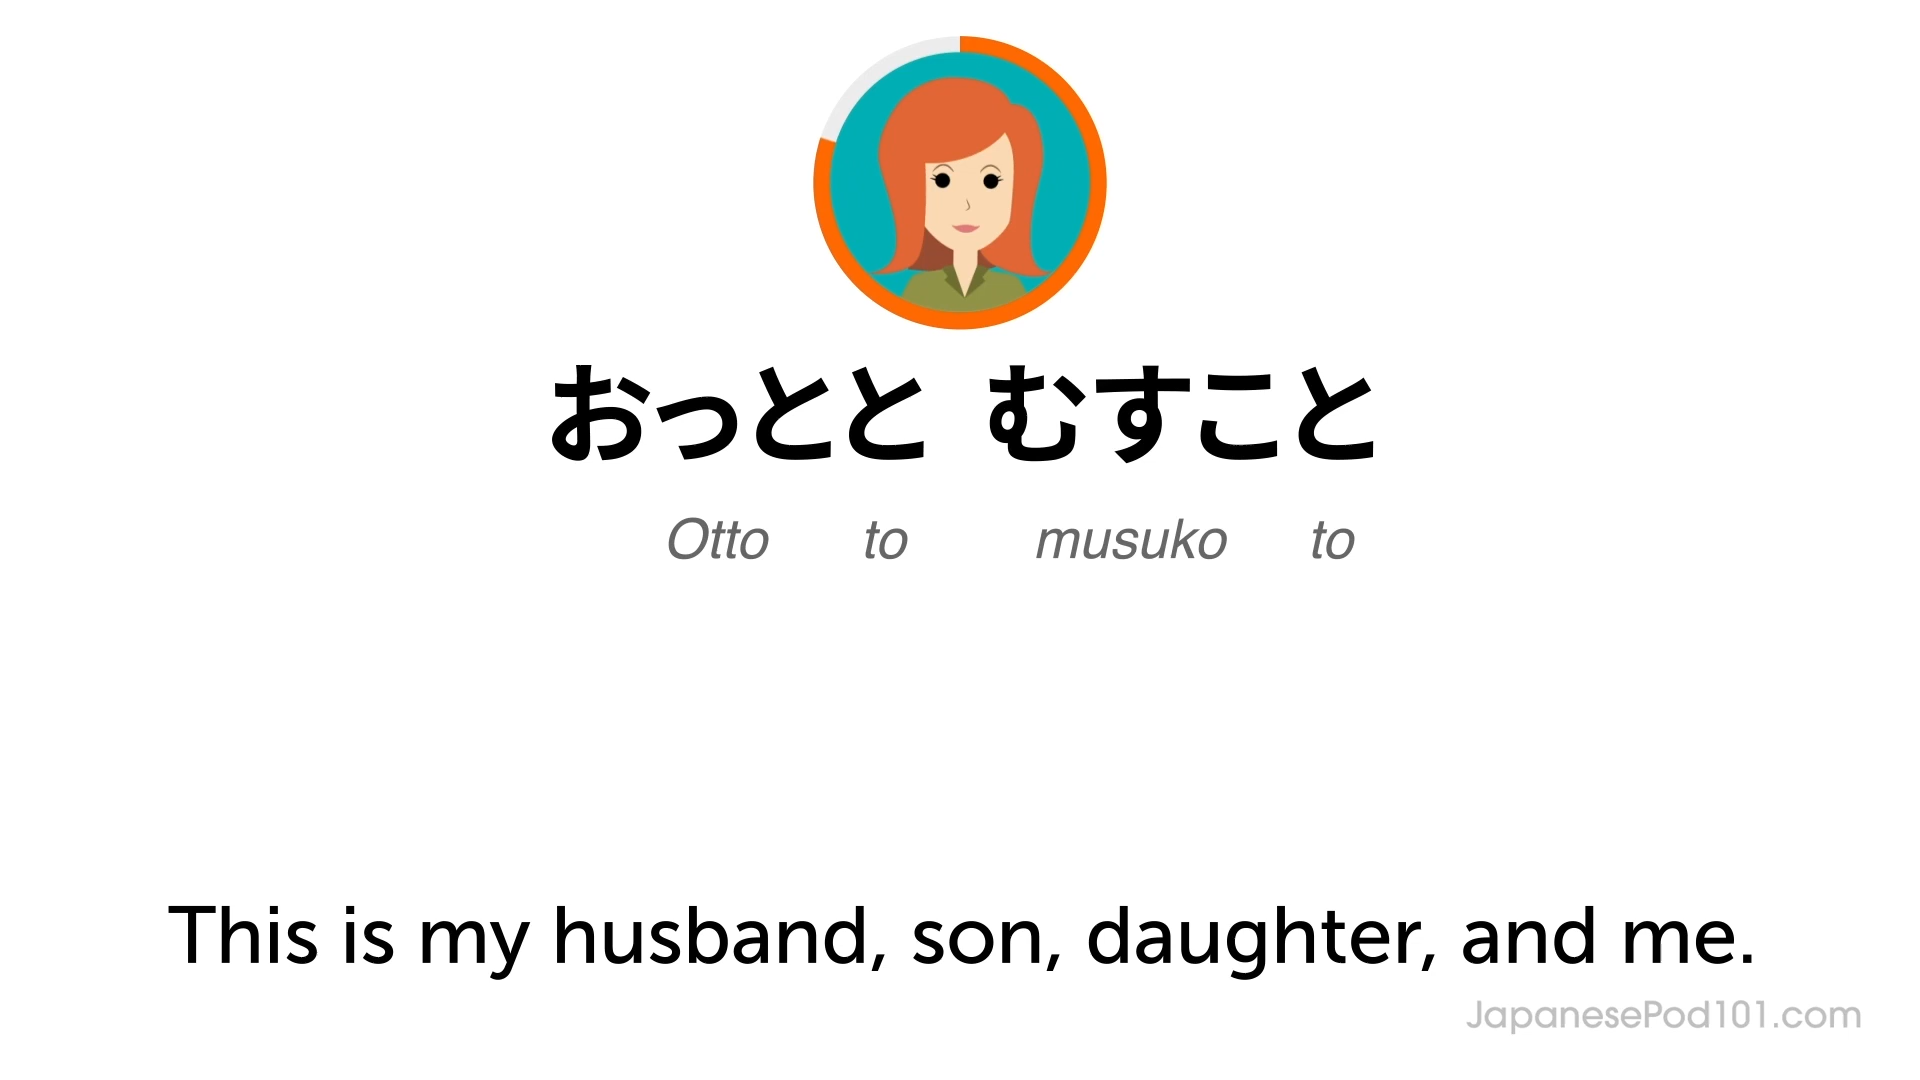 おっとと むすこと
Otto to musuko to
This is my husband, son, daughter, and me.
JapanesePod101.com